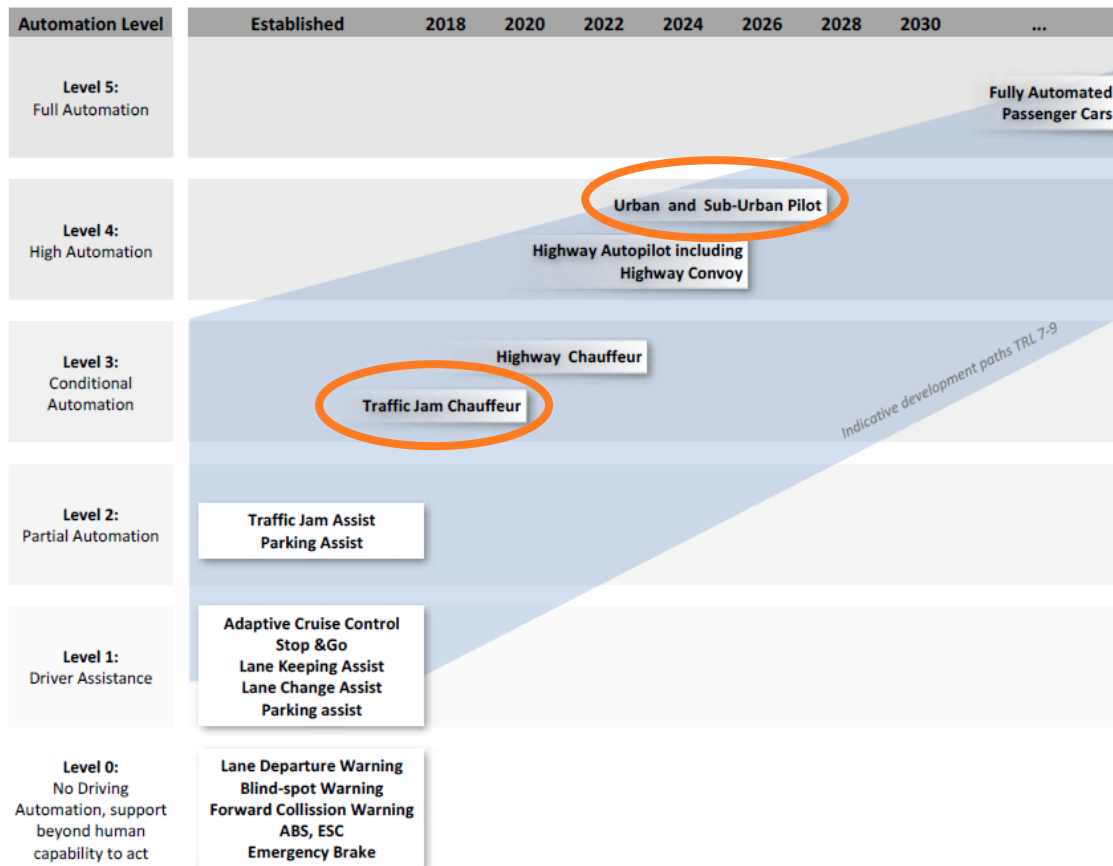 Automation Level Established 2018 2020 2022 2024 2026 2028 2030 ...
Level 5:
Full Automation
Fully Automated
Passenger Cars
Level 4:
High Automation
Urban and Sub-Urban Pilot
Highway Autopilot including
Highway Convoy
Level 3:
Conditional
Automation
Highway Chauffeur
Traffic Jam Chauffeur
Indicative development paths TRL 7-9
Level 2:
Partial Automation
Traffic Jam Assist
Parking Assist
Level 1:
Driver Assistance
Adaptive Cruise Control
Stop &Go
Lane Keeping Assist
Lane Change Assist
Parking assist
Level 0:
No Driving
Automation, support
beyond human
capability to act
Lane Departure Warning
Blind-spot Warning
Forward Collission Warning
ABS, ESC
Emergency Brake